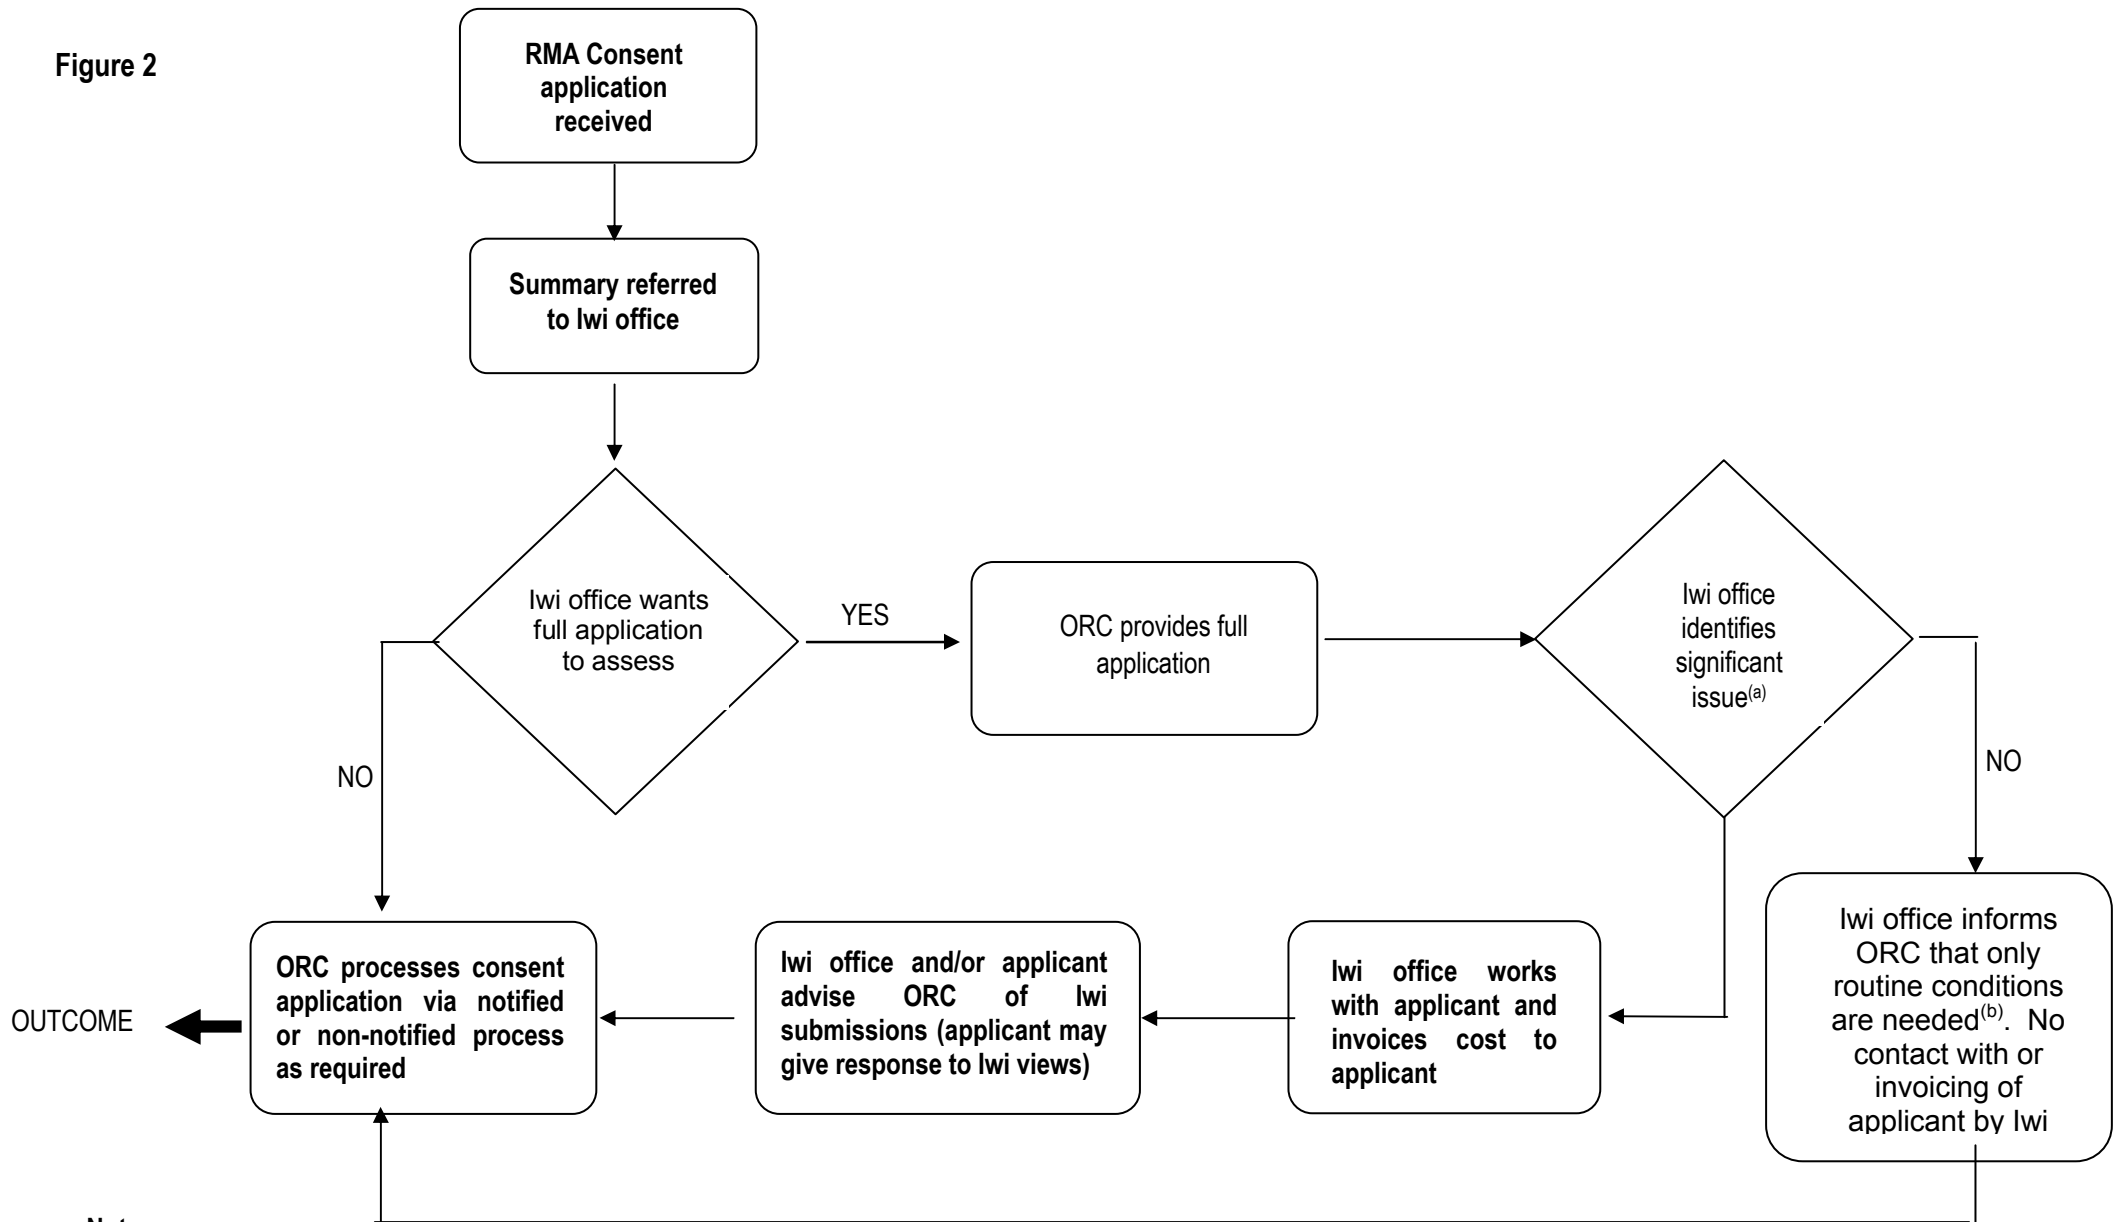 Figure 2
RMA Consent
application
received
Summary referred
to Iwi office
Iwi office wants
full application
to assess
YES
ORC provides full
application
Iwi office
identifies
significant
issue(a)
NO
NO
Iwi office informs
ORC that only
routine conditions
are needed(b). No
contact with or
invoicing of
applicant by Iwi
Iwi office works
with applicant and
invoices cost to
applicant
Iwi office and/or applicant
advise ORC of Iwi
submissions (applicant may
give response to Iwi views)
ORC processes consent
application via notified
or non-notified process
as required
OUTCOME